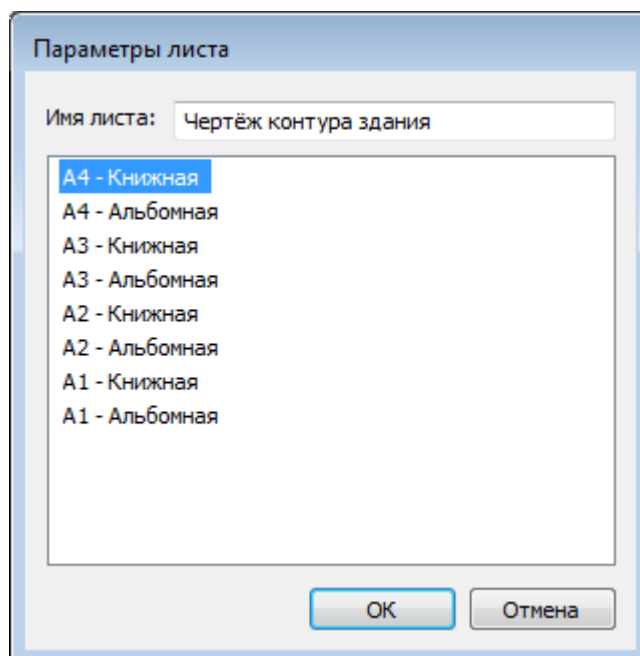 Параметры листа
Имя листа: Чертёж контура здания
А4 - Книжная
А4 - Альбомная
А3 - Книжная
А3 - Альбомная
А2 - Книжная
А2 - Альбомная
А1 - Книжная
А1 - Альбомная
ОК Отмена